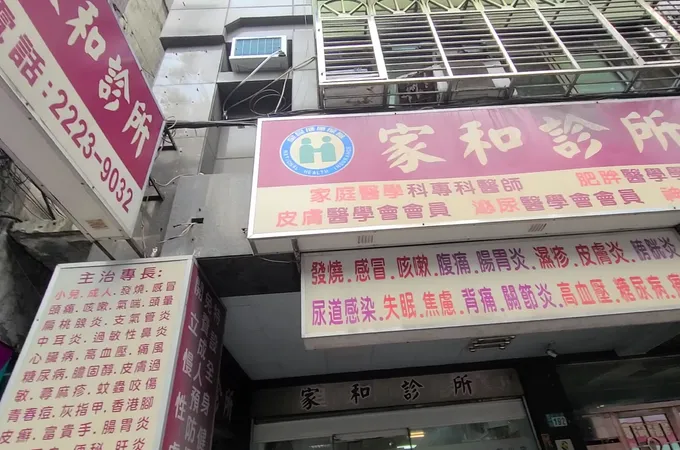 家和診所
電話:2223-9032
家和診所
家庭醫學科專科醫師
肥胖醫學
皮膚醫學會會員
泌尿醫學會會員
NATIONAL HEALTH
發燒.感冒.咳嗽.腹痛.腸胃炎.濕疹.皮膚炎.膀胱炎
尿道感染.失眠.焦慮.背痛.關節炎.高血壓.糖尿病
主治專長:
小兒.成人.發燒.感冒
頭痛.咳嗽.氣喘.頭暈
扁桃腺炎.支氣管炎
中耳炎.過敏性鼻炎
心臟病.高血壓.痛風
糖尿病.膽固醇.皮膚過
敏.蕁麻疹.蚊蟲咬傷
青春痘.灰指甲.香港腳
皮癬.富貴手.腸胃炎
肝炎
家和診所